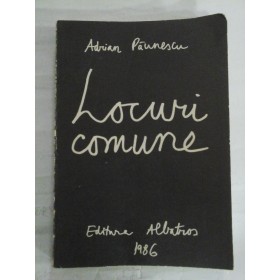 Adrian Păunescu
Locuri
comune
Editura Albatros
1986